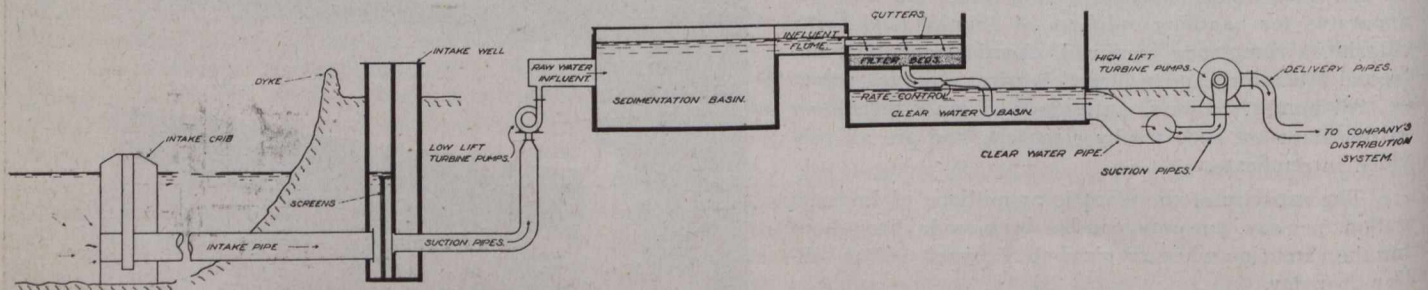 INTAKE CRIB
DYKE
INTAKE WELL
SCREENS
INTAKE PIPE
SUCTION PIPES.
LOW LIFT
TURBINE PUMPS.
RAW WATER
INFLUENT
SEDIMENTATION BASIN.
INFLUENT
FLUME.
GUTTERS.
FILTER BEDS.
RATE-CONTROL.
CLEAR WATER BASIN.
CLEAR WATER PIPE.
HIGH LIFT
TURBINE PUMPS.
DELIVERY PIPES.
SUCTION PIPES.
TO COMPANY'S
DISTRIBUTION
SYSTEM.